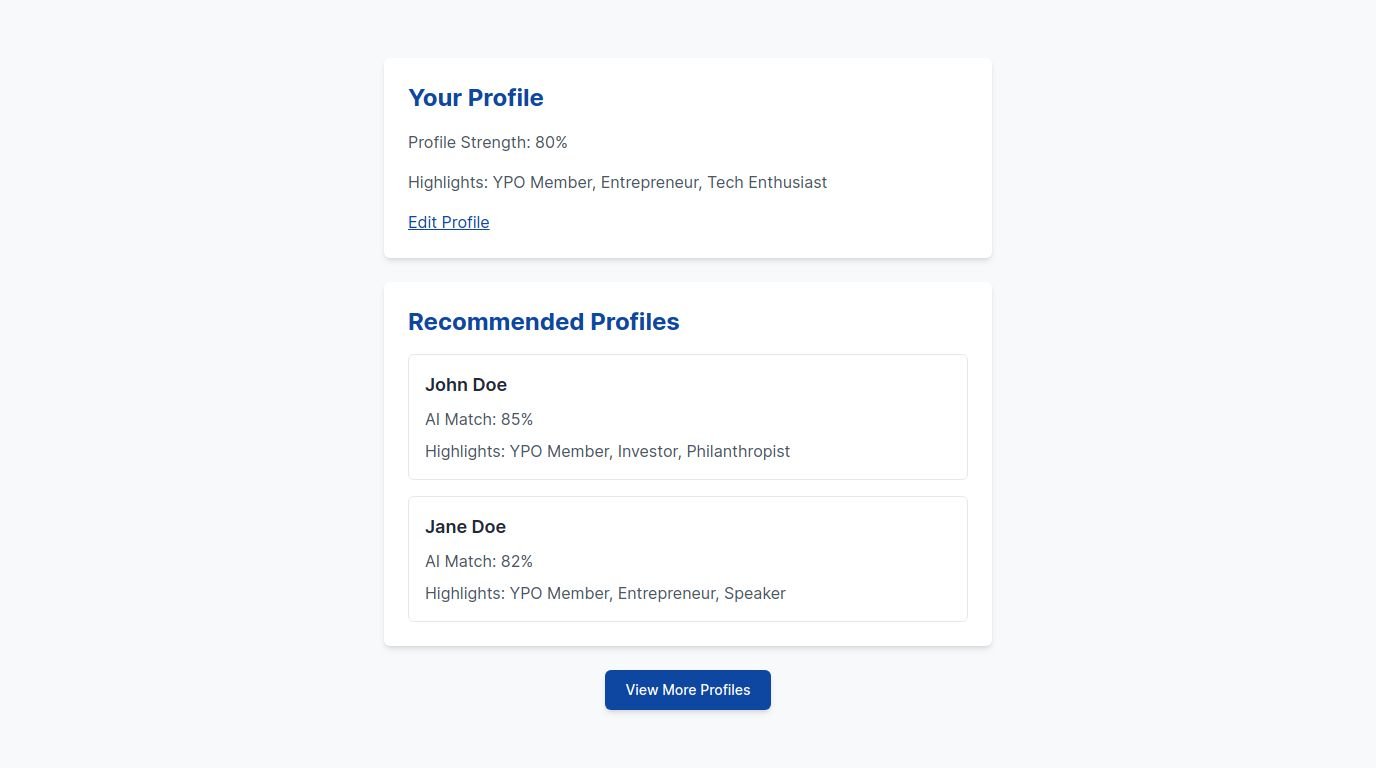 Your Profile
Profile Strength: 80%
Highlights: YPO Member, Entrepreneur, Tech Enthusiast
Edit Profile
Recommended Profiles
John Doe
AI Match: 85%
Highlights: YPO Member, Investor, Philanthropist
Jane Doe
AI Match: 82%
Highlights: YPO Member, Entrepreneur, Speaker
View More Profiles